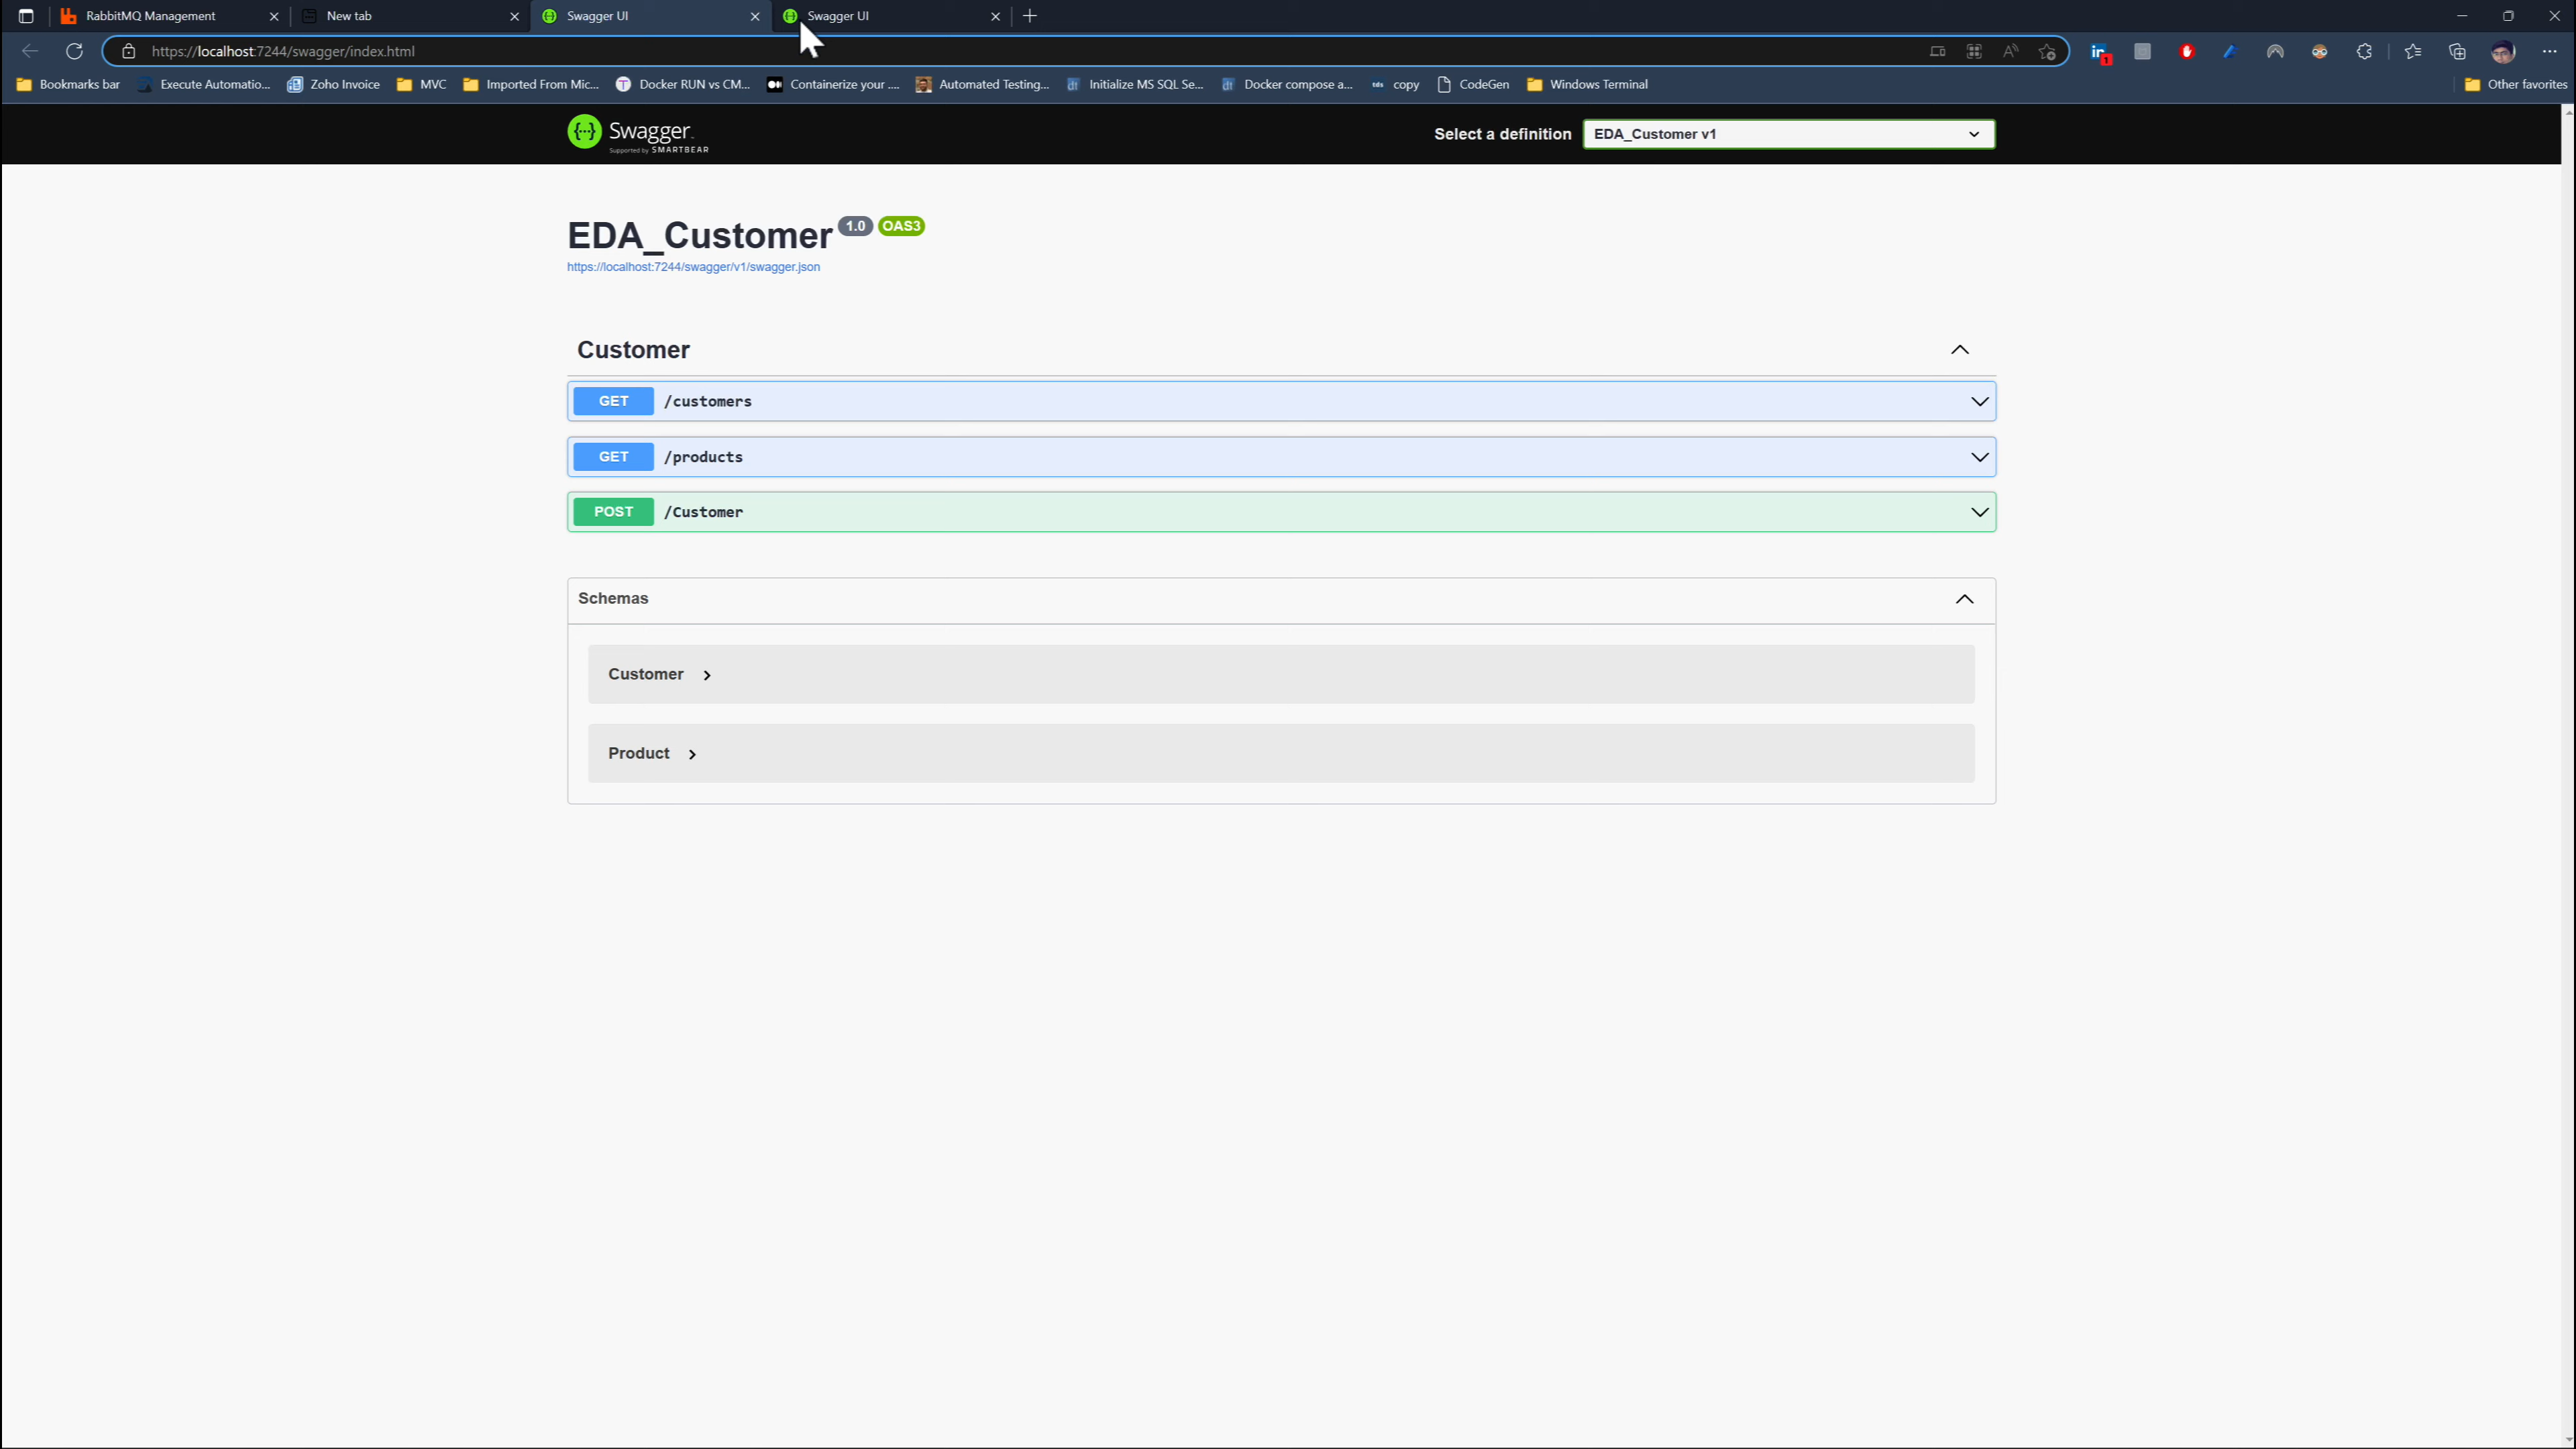 RabbitMQ Management
New tab
Swagger UI
Swagger UI
https://localhost:7244/swagger/index.html
1
Bookmarks bar
Execute Automatio...
Zoho Invoice
MVC
Imported From Mic...
Docker RUN vs CM...
Containerize your ....
Automated Testing...
Initialize MS SQL Se...
Docker compose a...
copy
CodeGen
Windows Terminal
Other favorites
Swagger
Supported by SMARTBEAR
Select a definition
EDA_Customer v1
EDA_Customer 1.0 OAS3
https://localhost:7244/swagger/v1/swagger.json
Customer
GET /customers
GET /products
POST /Customer
Schemas
Customer
Product